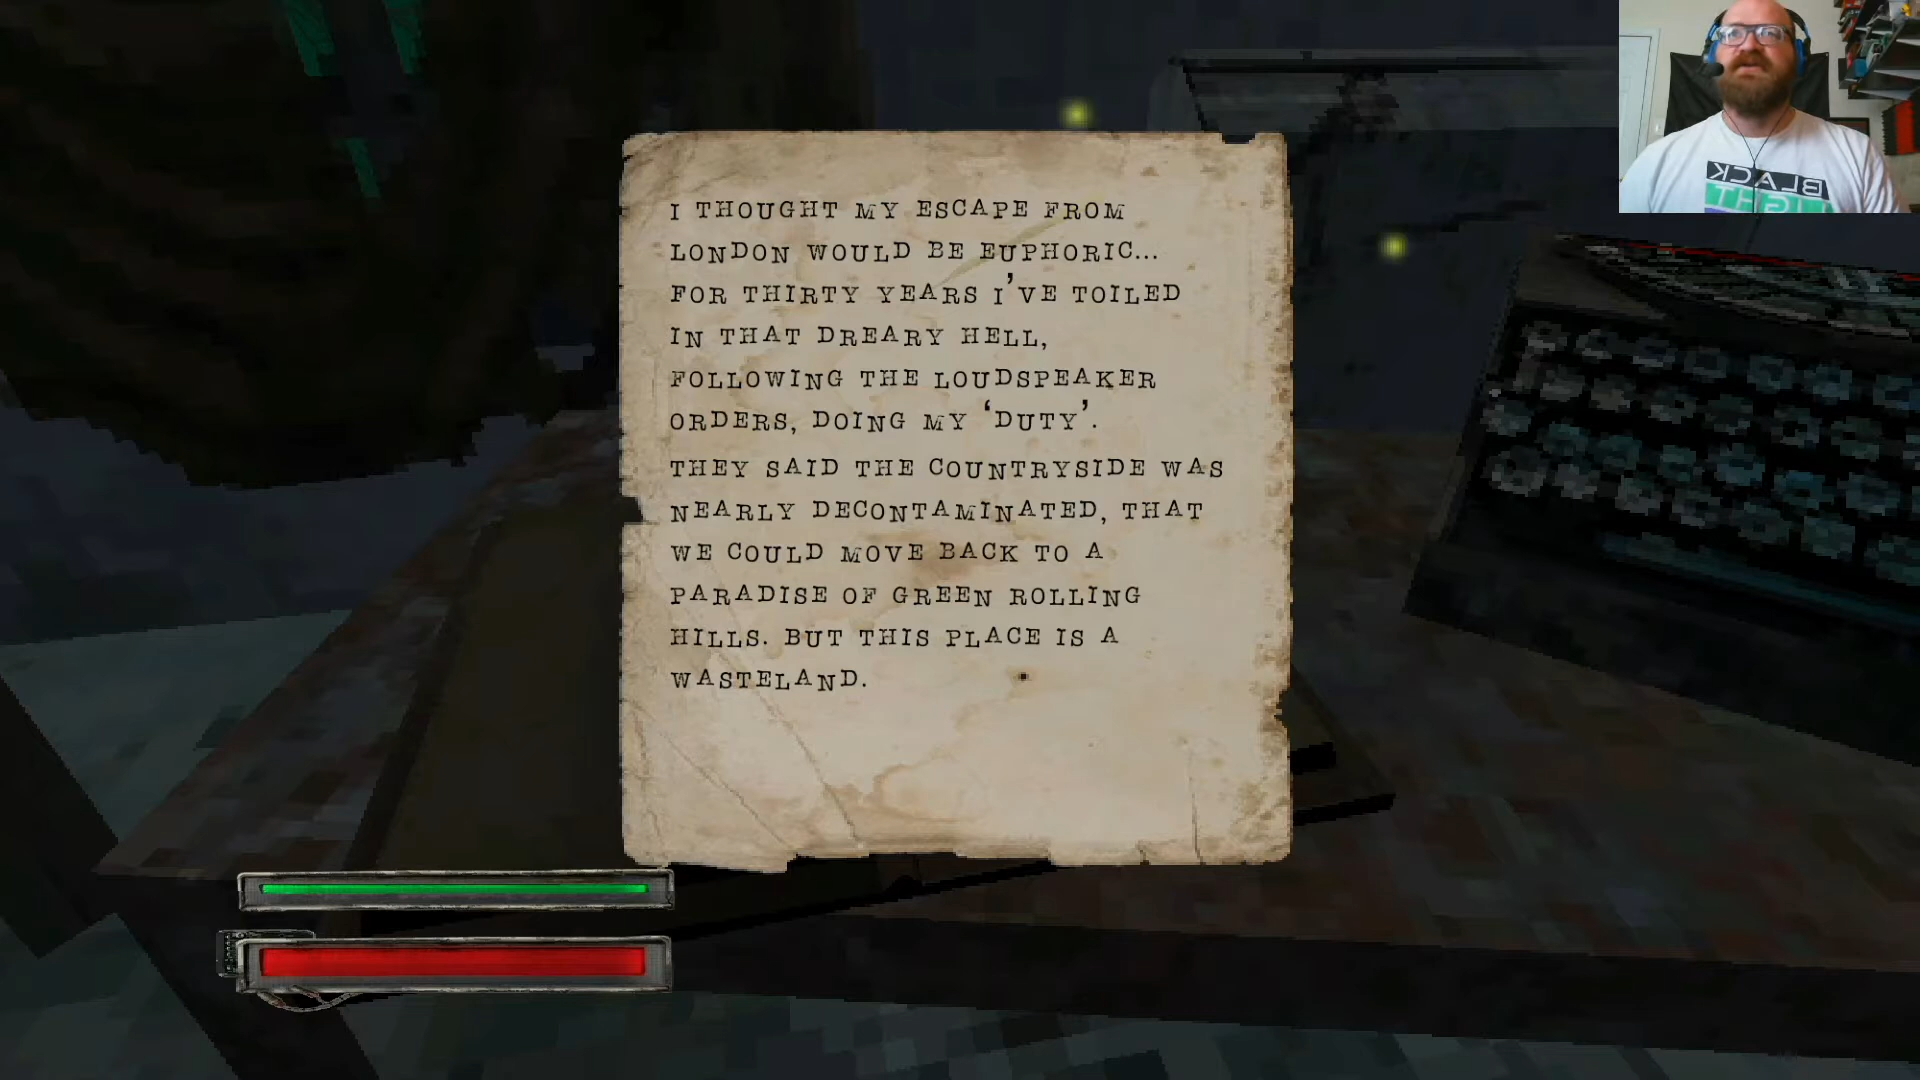 I THOUGHT MY ESCAPE FROM
LONDON WOULD BE EUPHORIC...
FOR THIRTY YEARS I'VE TOILED
IN THAT DREARY HELL,
FOLLOWING THE LOUDSPEAKER
ORDERS, DOING MY ‘DUTY’.
THEY SAID THE COUNTRYSIDE WAS
NEARLY DECONTAMINATED, THAT
WE COULD MOVE BACK TO A
PARADISE OF GREEN ROLLING
HILLS. BUT THIS PLACE IS A
WASTELAND.
BLACK
LIGHT